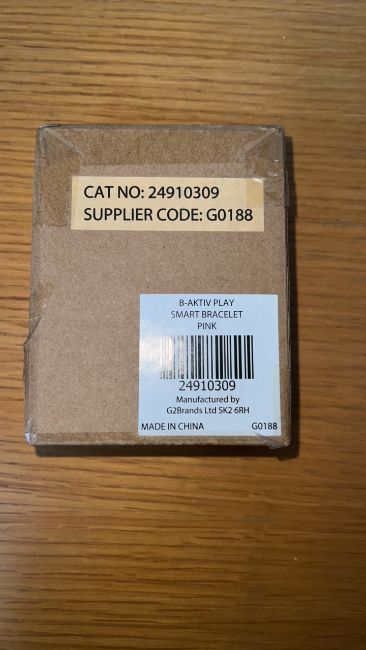 CAT NO: 24910309
SUPPLIER CODE: G0188
B-AKTIV PLAY
SMART BRACELET
PINK
24910309
Manufactured by
G2Brands Ltd SK2 6RH
MADE IN CHINA G0188